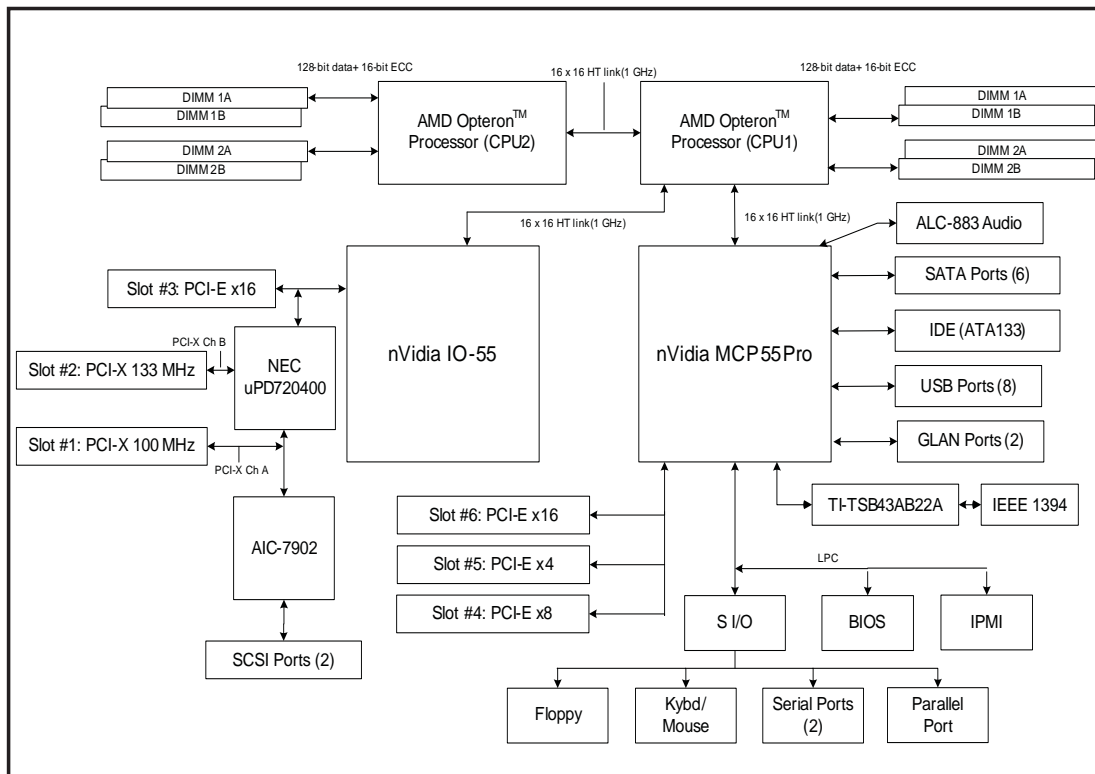 128-bit data+ 16-bit ECC
16 x 16 HT link(1 GHz)
128-bit data+ 16-bit ECC
DIMM 1A
DIMM 1B
DIMM 2A
DIMM 2B
AMD Opteron™
Processor (CPU2)
AMD Opteron™
Processor (CPU1)
DIMM 1A
DIMM 1B
DIMM 2A
DIMM 2B
16 x 16 HT link(1 GHz)
16 x 16 HT link(1 GHz)
ALC-883 Audio
SATA Ports (6)
IDE (ATA133)
USB Ports (8)
GLAN Ports (2)
Slot #3: PCI-E x16
nVidia IO-55
nVidia MCP55Pro
PCI-X Ch B
Slot #2: PCI-X 133 MHz
NEC
uPD720400
Slot #1: PCI-X 100 MHz
PCI-X Ch A
AIC-7902
SCSI Ports (2)
TI-TSB43AB22A
IEEE 1394
Slot #6: PCI-E x16
Slot #5: PCI-E x4
Slot #4: PCI-E x8
LPC
S I/O
BIOS
IPMI
Floppy
Kybd/
Mouse
Serial Ports
(2)
Parallel
Port